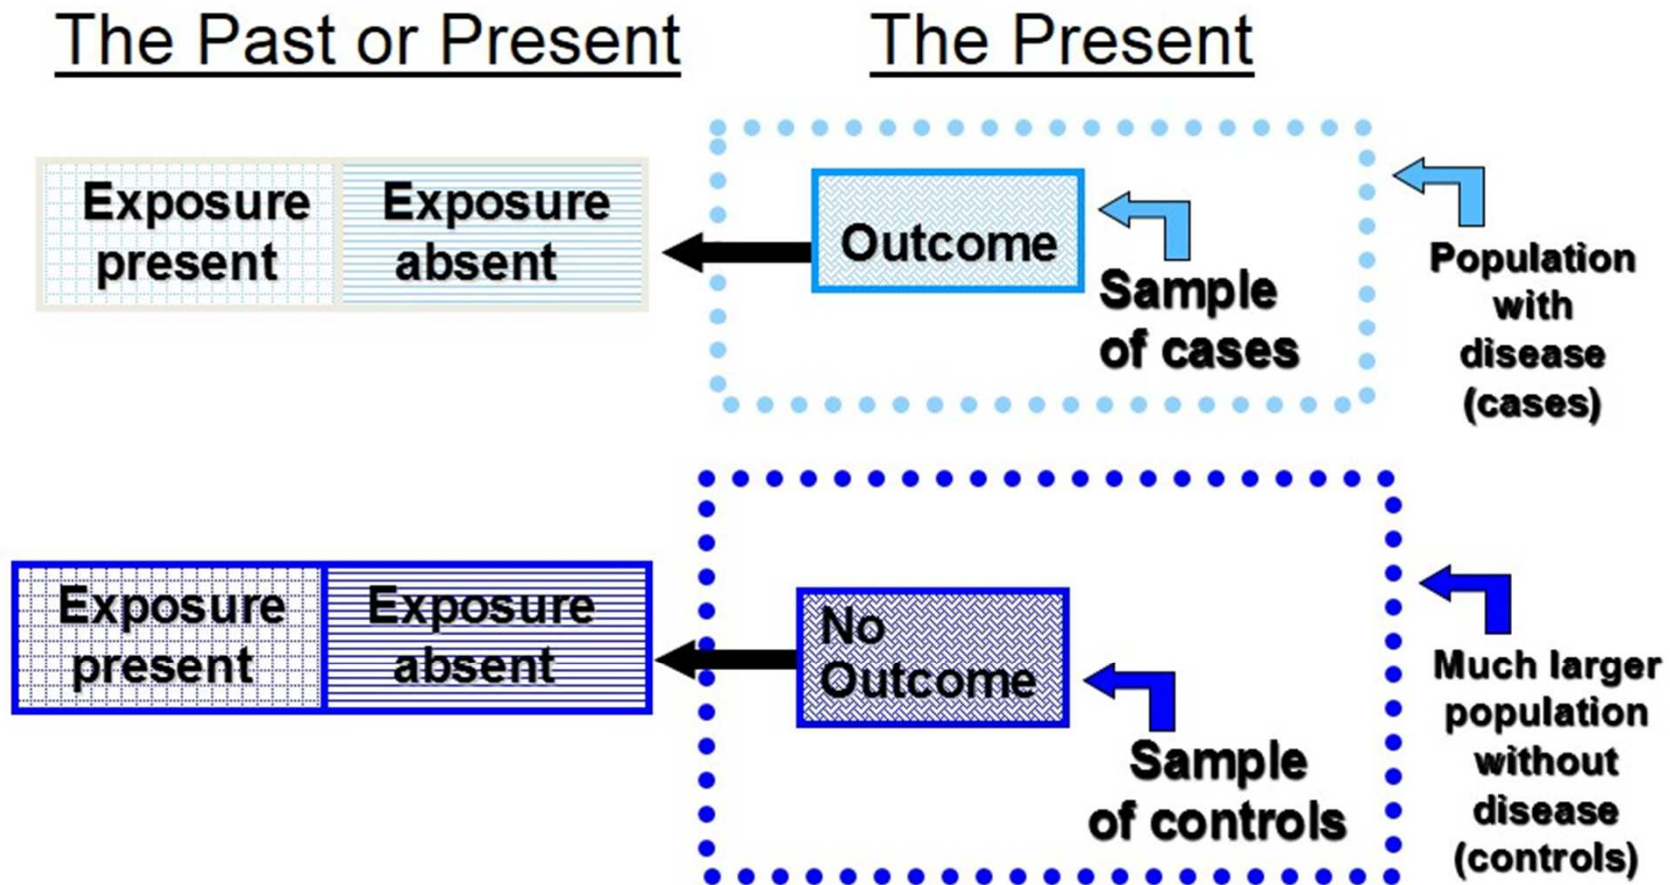 The Past or Present
The Present
Exposure
present
Exposure
absent
Outcome
Sample
of cases
Population
with
disease
(cases)
Exposure
present
Exposure
absent
No
Outcome
Sample
of controls
Much larger
population
without
disease
(controls)